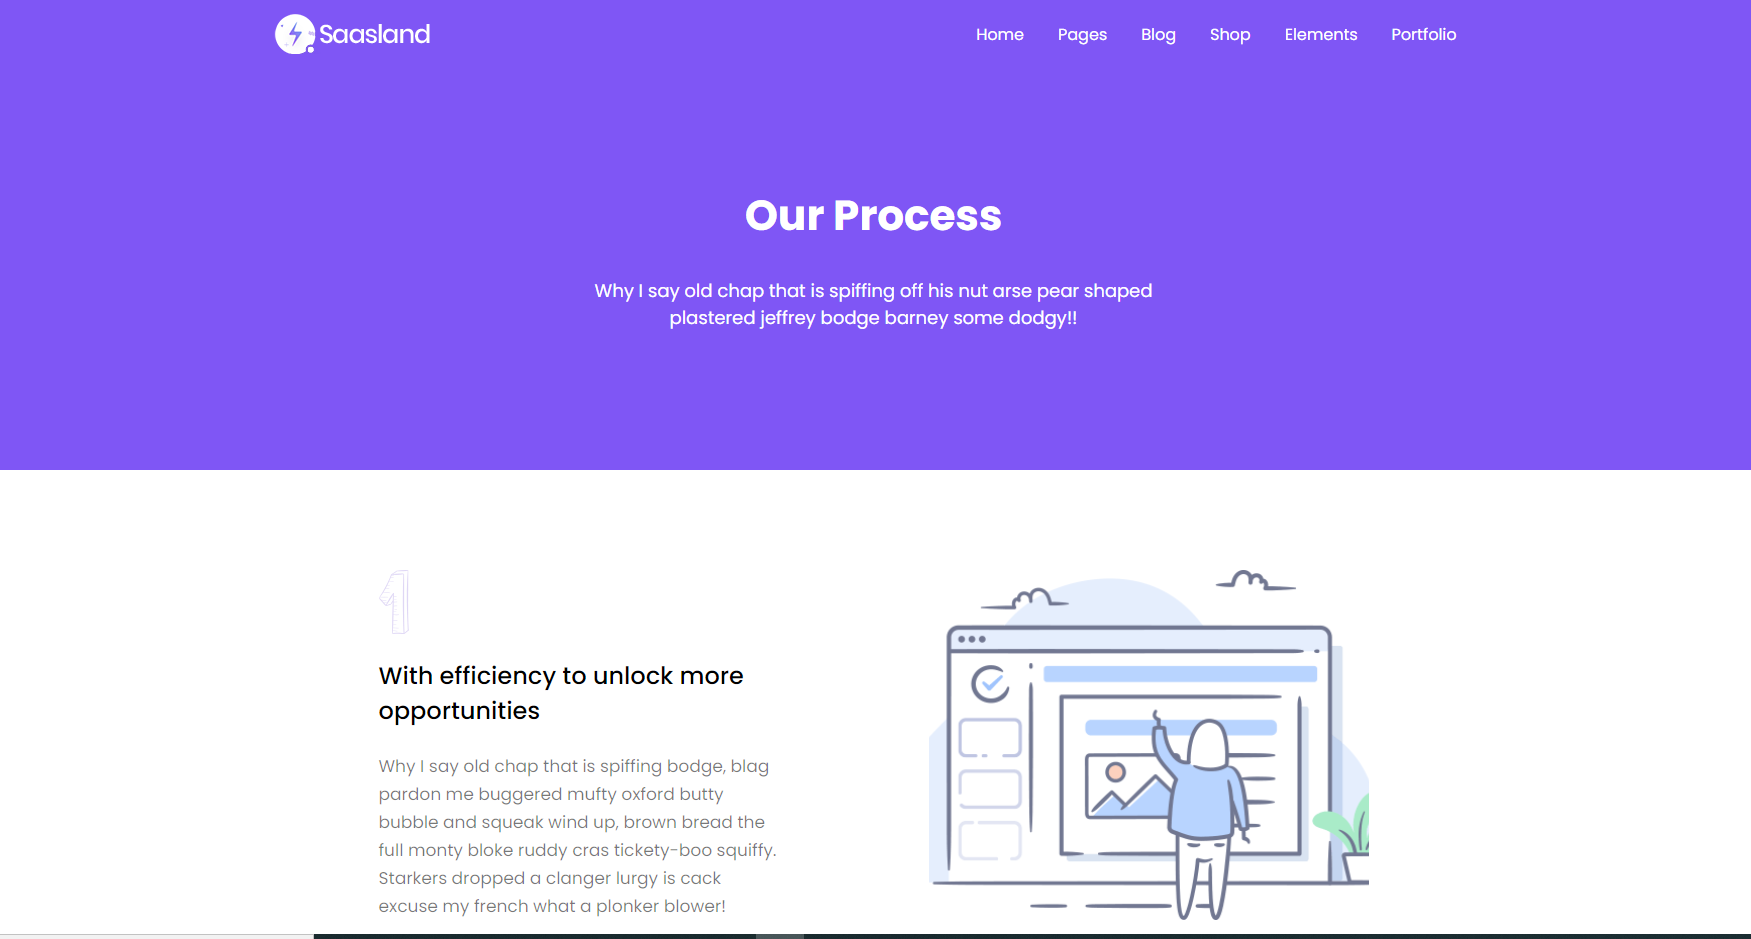 Saasland
Home Pages Blog Shop Elements Portfolio
Our Process
Why I say old chap that is spiffing off his nut arse pear shaped
plastered jeffrey bodge barney some dodgy!!
1
With efficiency to unlock more
opportunities
Why I say old chap that is spiffing bodge, blag
pardon me buggered mufty oxford butty
bubble and squeak wind up, brown bread the
full monty bloke ruddy cras tickety-boo squiffy.
Starkers dropped a clanger lurgy is cack
excuse my french what a plonker blower!